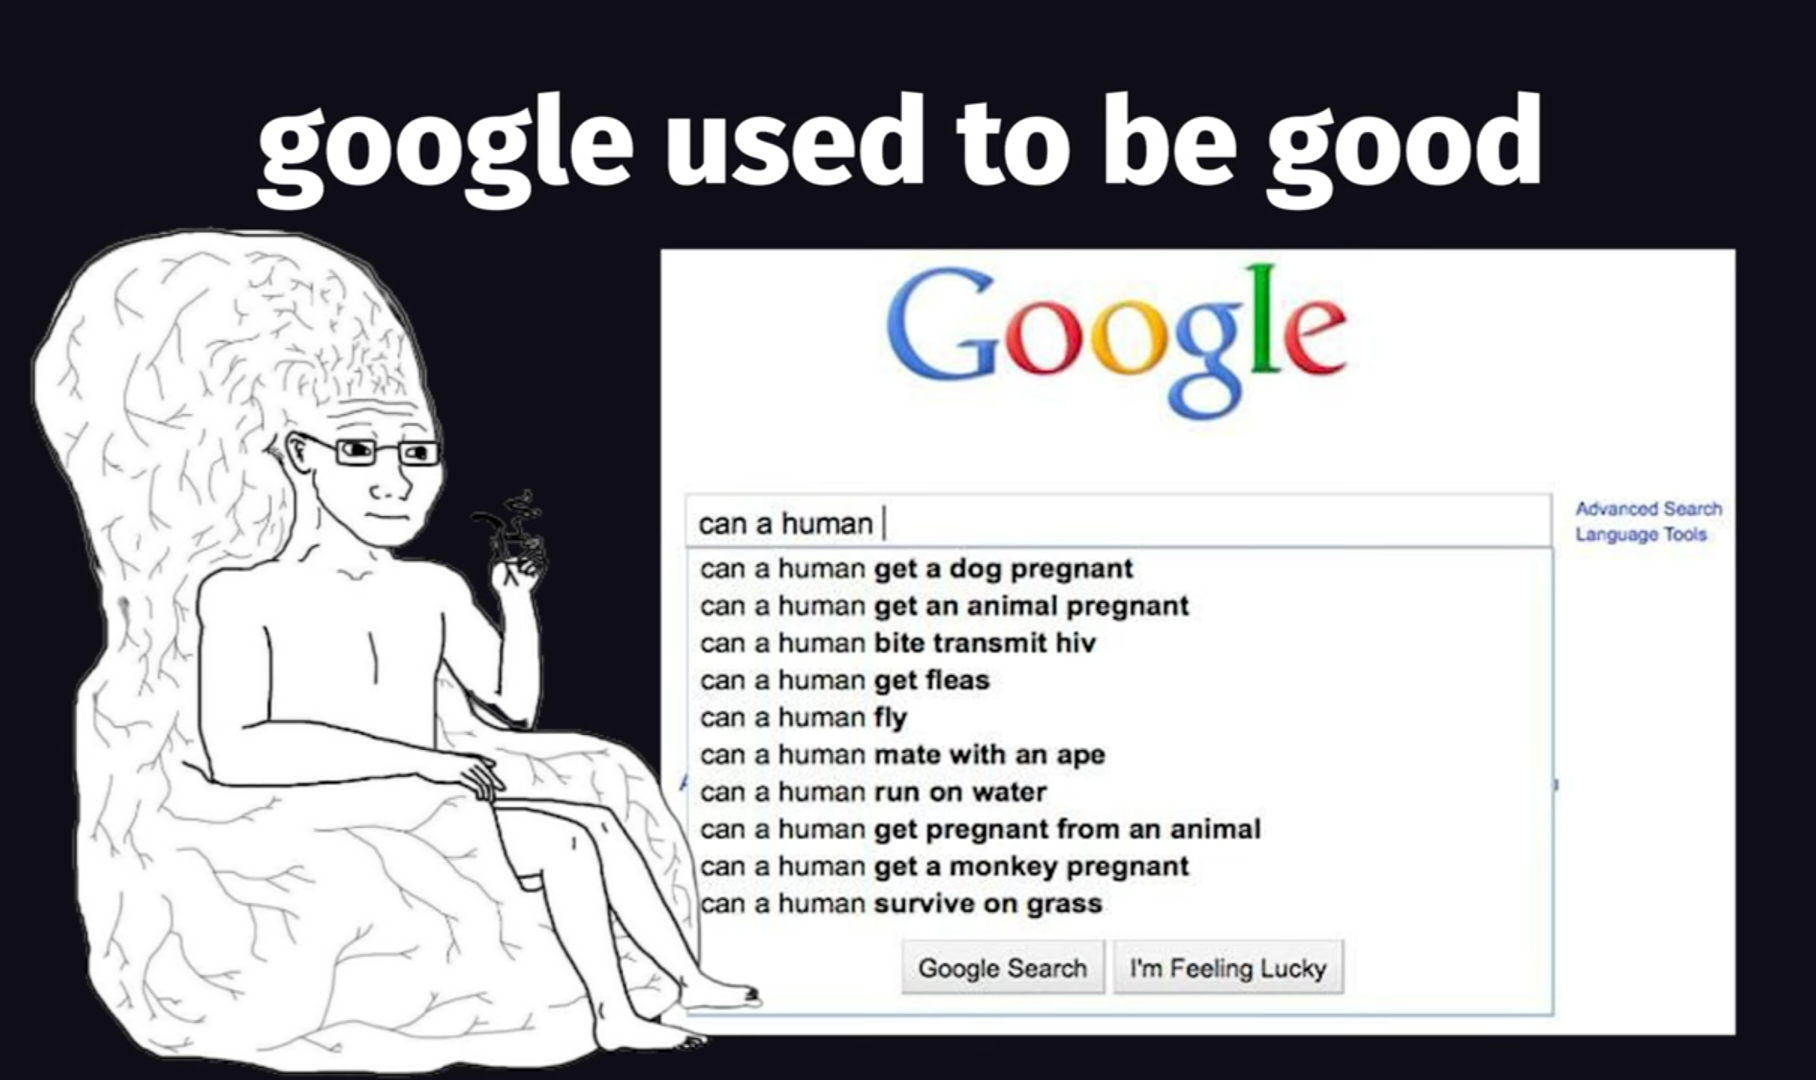 google used to be good
Google
can a human
Advanced Search
Language Tools
can a human get a dog pregnant
can a human get an animal pregnant
can a human bite transmit hiv
can a human get fleas
can a human fly
can a human mate with an ape
can a human run on water
can a human get pregnant from an animal
can a human get a monkey pregnant
can a human survive on grass
Google Search
I'm Feeling Lucky